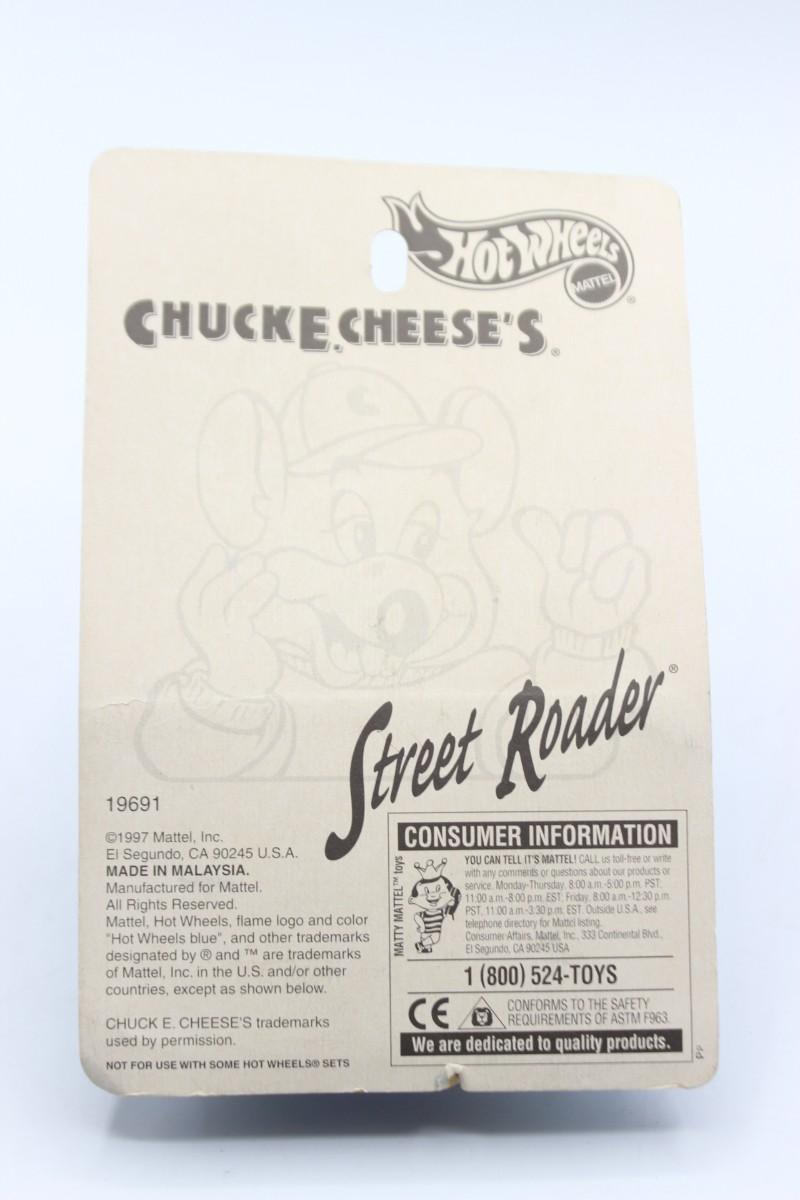 HOT WHEELS
MATTEL
®
CHUCK E. CHEESE'S®
C
Street Roader®
19691
©1997 Mattel, Inc.
El Segundo, CA 90245 U.S.A.
MADE IN MALAYSIA.
Manufactured for Mattel.
All Rights Reserved.
Mattel, Hot Wheels, flame logo and color
"Hot Wheels blue", and other trademarks
designated by ® and ™ are trademarks
of Mattel, Inc. in the U.S. and/or other
countries, except as shown below.
CHUCK E. CHEESE'S trademarks
used by permission.
NOT FOR USE WITH SOME HOT WHEELS® SETS
CONSUMER INFORMATION
MATTY MATTEL™ toys
YOU CAN TELL IT'S MATTEL! CALL us toll-free or write
with any comments or questions about our products or
service. Monday-Thursday, 8:00 a.m.-5:00 p.m. PST,
11:00 a.m.-8:00 p.m. EST; Friday, 8:00 a.m.-12:30 p.m.
PST, 11:00 a.m.-3:30 p.m. EST. Outside U.S.A., see
telephone directory for Mattel listing.
Consumer Affairs, Mattel, Inc., 333 Continental Blvd.,
El Segundo, CA 90245 USA
1 (800) 524-TOYS
CE
CONFORMS TO THE SAFETY
REQUIREMENTS OF ASTM F963.
We are dedicated to quality products.